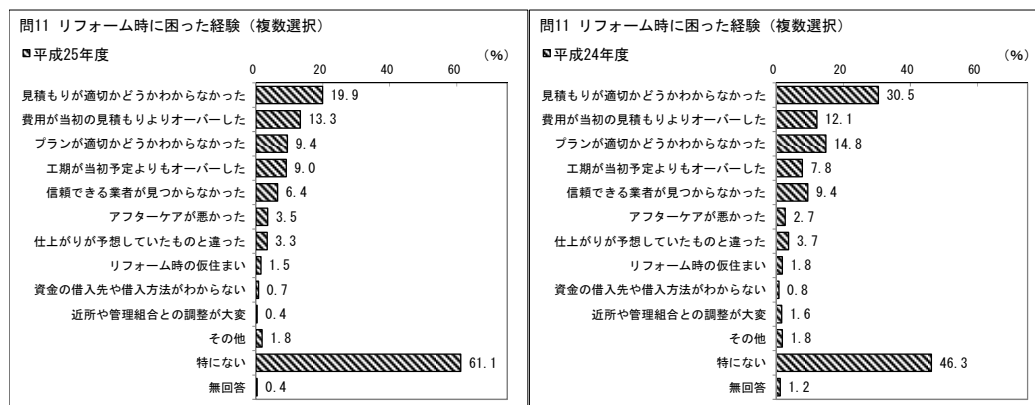 問11 リフォーム時に困った経験（複数選択）
平成25年度
（%）
0 20 40 60
見積もりが適切かどうかわからなかった 19.9
費用が当初の見積もりよりオーバーした 13.3
プランが適切かどうかわからなかった 9.4
工期が当初予定よりもオーバーした 9.0
信頼できる業者が見つからなかった 6.4
アフターケアが悪かった 3.5
仕上がりが予想していたものと違った 3.3
リフォーム時の仮住まい 1.5
資金の借入先や借入方法がわからない 0.7
近所や管理組合との調整が大変 0.4
その他 1.8
特にない 61.1
無回答 0.4
問11 リフォーム時に困った経験（複数選択）
平成24年度
（%）
0 20 40 60
見積もりが適切かどうかわからなかった 30.5
費用が当初の見積もりよりオーバーした 12.1
プランが適切かどうかわからなかった 14.8
工期が当初予定よりもオーバーした 7.8
信頼できる業者が見つからなかった 9.4
アフターケアが悪かった 2.7
仕上がりが予想していたものと違った 3.7
リフォーム時の仮住まい 1.8
資金の借入先や借入方法がわからない 0.8
近所や管理組合との調整が大変 1.6
その他 1.8
特にない 46.3
無回答 1.2